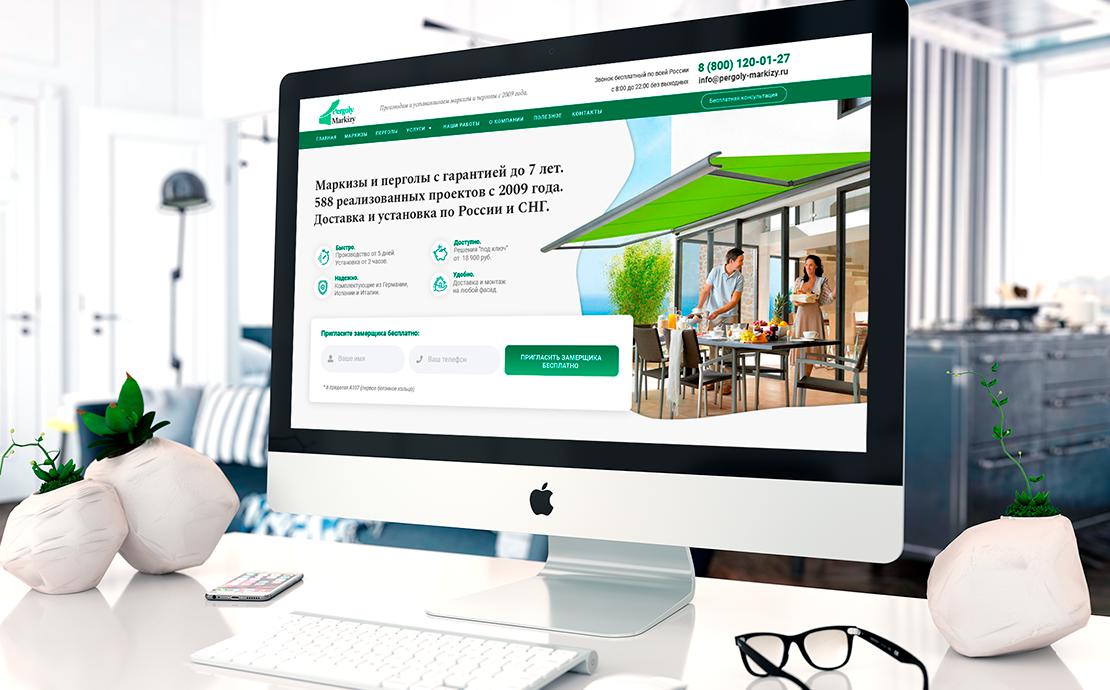 Pergoly
Markizy
Производим и устанавливаем маркизы и перголы с 2009 года.
Звонок бесплатный по всей России
с 8:00 до 22:00 без выходных
8 (800) 120-01-27
info@pergoly-markizy.ru
Бесплатная консультация
ГЛАВНАЯ МАРКИЗЫ ПЕРГОЛЫ УСЛУГИ НАШИ РАБОТЫ О КОМПАНИИ ПОЛЕЗНОЕ КОНТАКТЫ
Маркизы и перголы с гарантией до 7 лет.
588 реализованных проектов с 2009 года.
Доставка и установка по России и СНГ.
Быстро.
Производство от 5 дней.
Установка от 2 часов.
Доступно.
Решения "под ключ"
от 18 900 руб.
Надежно.
Комплектующие из Германии,
Испании и Италии.
Удобно.
Доставка и монтаж
на любой фасад.
Пригласите замерщика бесплатно:
Ваше имя
Ваш телефон
ПРИГЛАСИТЬ ЗАМЕРЩИКА
БЕСПЛАТНО
* в пределах А107 (первое бетонное кольцо)